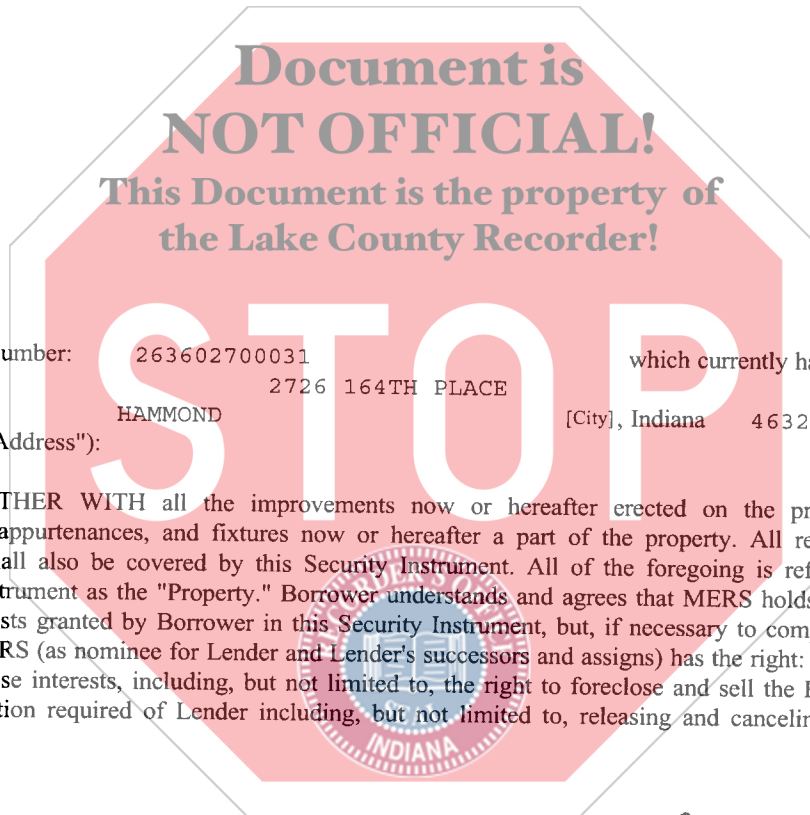 Document is
NOT OFFICIAL!
This Document is the property of
the Lake County Recorder!
STOP
umber: 263602700031 which currently ha
2726 164TH PLACE
HAMMOND [City], Indiana 4632
Address"):
THER WITH all the improvements now or hereafter erected on the pr
appurtenances, and fixtures now or hereafter a part of the property. All re
all also be covered by this Security Instrument. All of the foregoing is ref
trument as the "Property." Borrower understands and agrees that MERS holds
sts granted by Borrower in this Security Instrument, but, if necessary to com
RS (as nominee for Lender and Lender's successors and assigns) has the right:
se interests, including, but not limited to, the right to foreclose and sell the
tion required of Lender including, but not limited to, releasing and cancelin
RECORDER'S OFFICE
SEAL
INDIANA